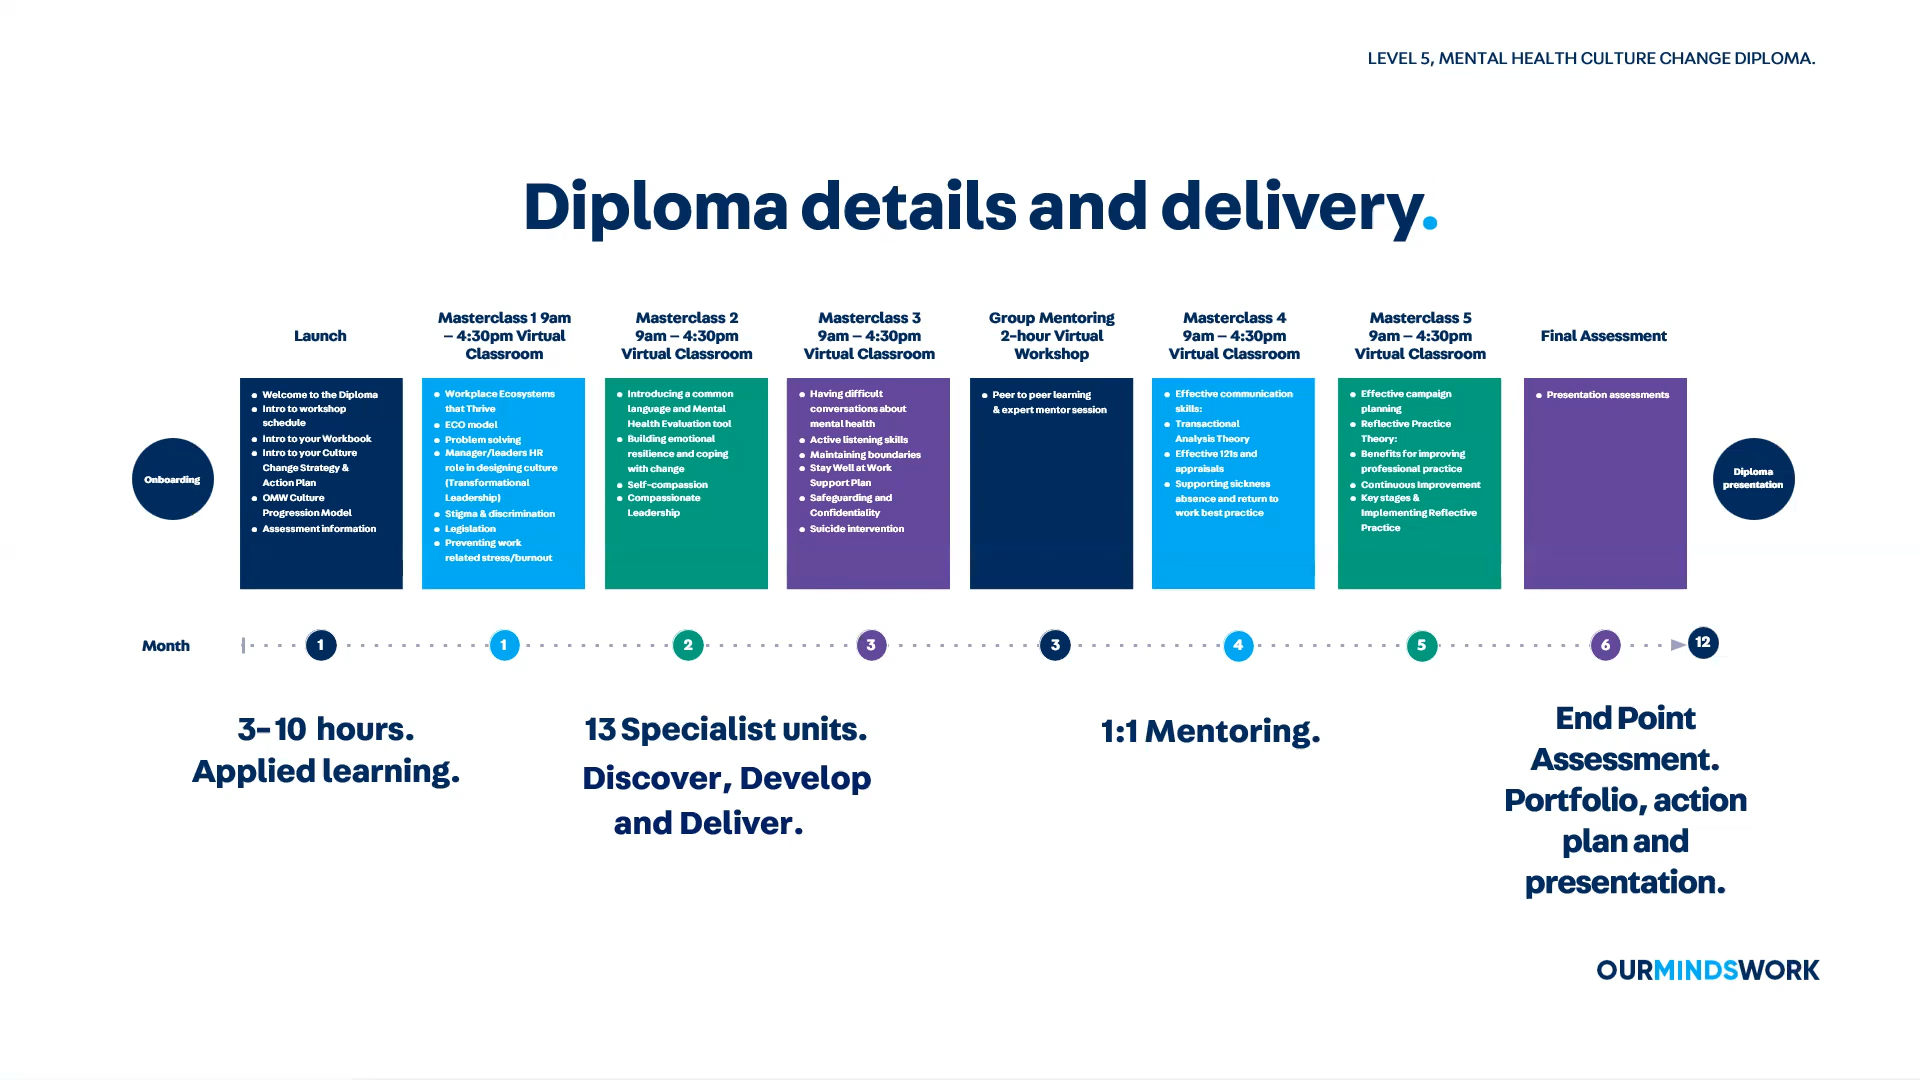 LEVEL 5, MENTAL HEALTH CULTURE CHANGE DIPLOMA.
Diploma details and delivery.
Onboarding
Launch
• Welcome to the Diploma
• Intro to workshop
schedule
• Intro to your Workbook
• Intro to your Culture
Change Strategy &
Action Plan
• OMW Culture
Progression Model
• Assessment information
Masterclass 1 9am
– 4:30pm Virtual
Classroom
• Workplace Ecosystems
that Thrive
• ECO model
• Problem solving
• Manager/leaders HR
role in designing culture
(Transformational
Leadership)
• Stigma & discrimination
• Legislation
• Preventing work
related stress/burnout
Masterclass 2
9am – 4:30pm
Virtual Classroom
• Introducing a common
language and Mental
Health Evaluation tool
• Building emotional
resilience and coping
with change
• Self-compassion
• Compassionate
Leadership
Masterclass 3
9am – 4:30pm
Virtual Classroom
• Having difficult
conversations about
mental health
• Active listening skills
• Maintaining boundaries
• Stay Well at Work
Support Plan
• Safeguarding and
Confidentiality
• Suicide intervention
Group Mentoring
2-hour Virtual
Workshop
• Peer to peer learning
& expert mentor session
Masterclass 4
9am – 4:30pm
Virtual Classroom
• Effective communication
skills:
• Transactional
Analysis Theory
• Effective 121s and
appraisals
• Supporting sickness
absence and return to
work best practice
Masterclass 5
9am – 4:30pm
Virtual Classroom
• Effective campaign
planning
• Reflective Practice
Theory:
• Benefits for improving
professional practice
• Continuous Improvement
• Key stages &
Implementing Reflective
Practice
Final Assessment
• Presentation assessments
Diploma
presentation
Month 1 1 2 3 3 4 5 6 12
3-10 hours.
Applied learning.
13 Specialist units.
Discover, Develop
and Deliver.
1:1 Mentoring.
End Point
Assessment.
Portfolio, action
plan and
presentation.
OURMINDSWORK